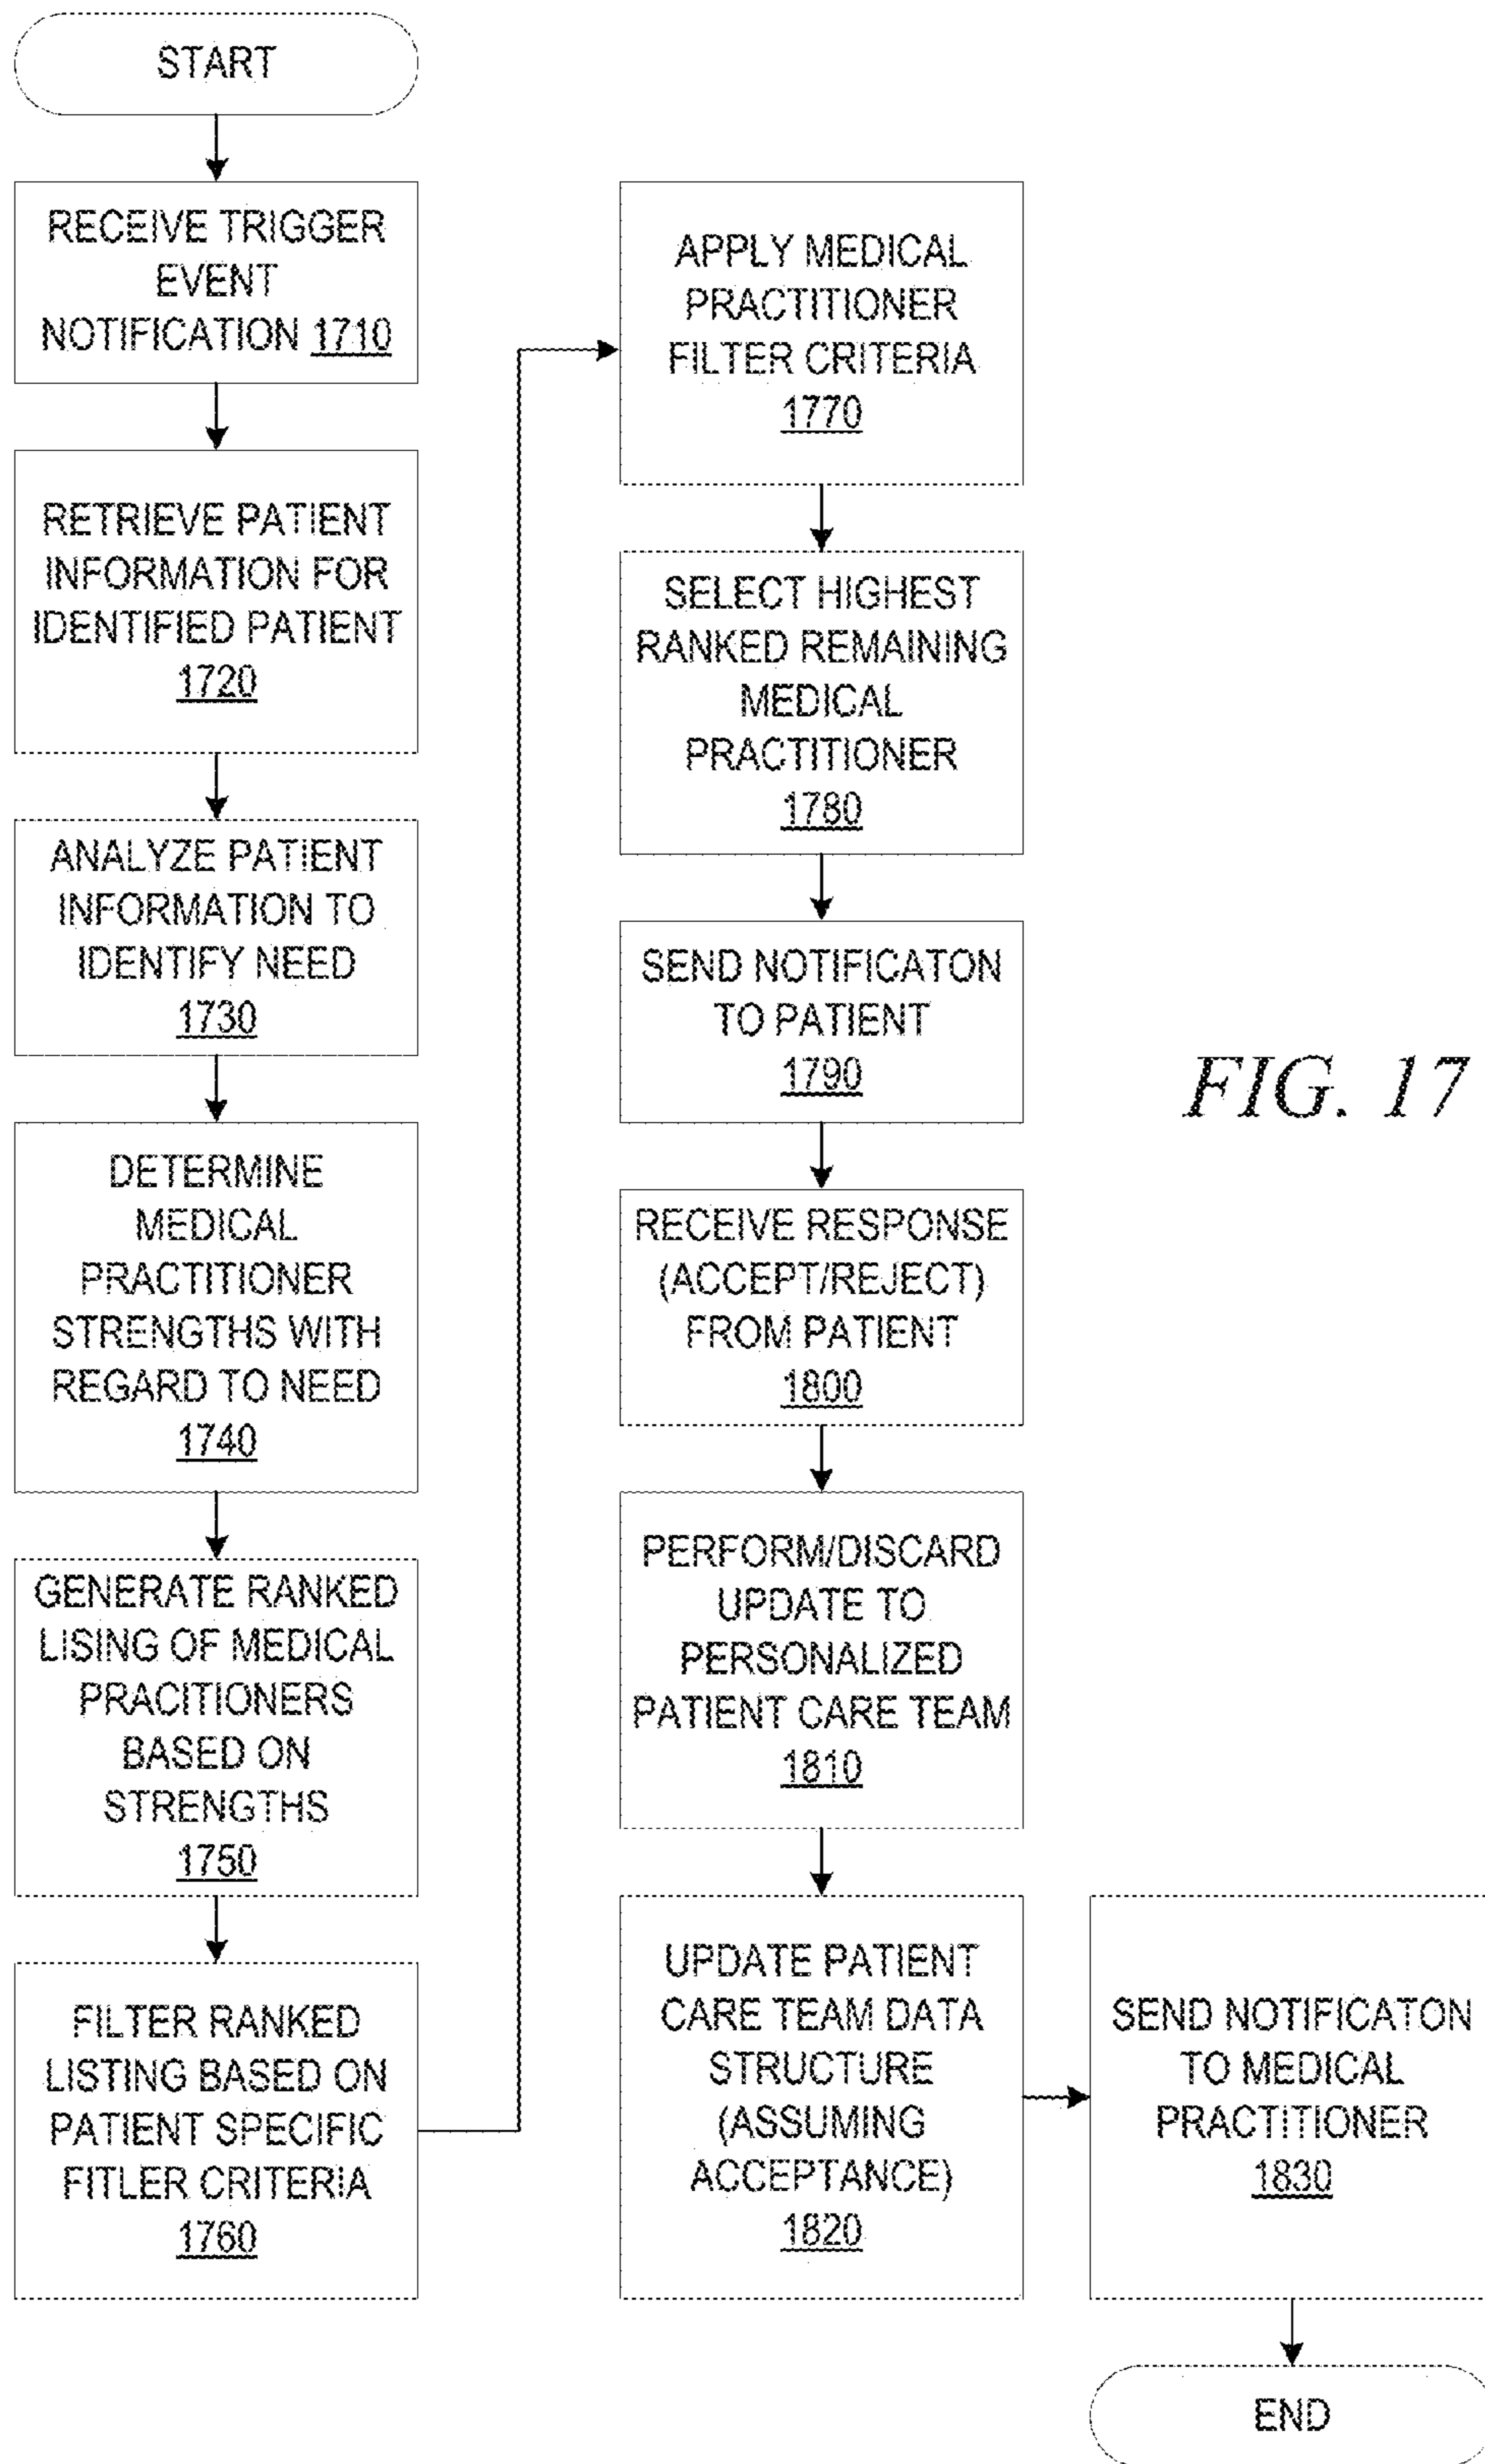 START
RECEIVE TRIGGER
EVENT
NOTIFICATION 1710
RETRIEVE PATIENT
INFORMATION FOR
IDENTIFIED PATIENT
1720
ANALYZE PATIENT
INFORMATION TO
IDENTIFY NEED
1730
DETERMINE
MEDICAL
PRACTITIONER
STRENGTHS WITH
REGARD TO NEED
1740
GENERATE RANKED
LISING OF MEDICAL
PRACITIONERS
BASED ON
STRENGTHS
1750
FILTER RANKED
LISTING BASED ON
PATIENT SPECIFIC
FITLER CRITERIA
1760
APPLY MEDICAL
PRACTITIONER
FILTER CRITERIA
1770
SELECT HIGHEST
RANKED REMAINING
MEDICAL
PRACTITIONER
1780
SEND NOTIFICATON
TO PATIENT
1790
RECEIVE RESPONSE
(ACCEPT/REJECT)
FROM PATIENT
1800
PERFORM/DISCARD
UPDATE TO
PERSONALIZED
PATIENT CARE TEAM
1810
UPDATE PATIENT
CARE TEAM DATA
STRUCTURE
(ASSUMING
ACCEPTANCE)
1820
SEND NOTIFICATON
TO MEDICAL
PRACTITIONER
1830
END
FIG. 17